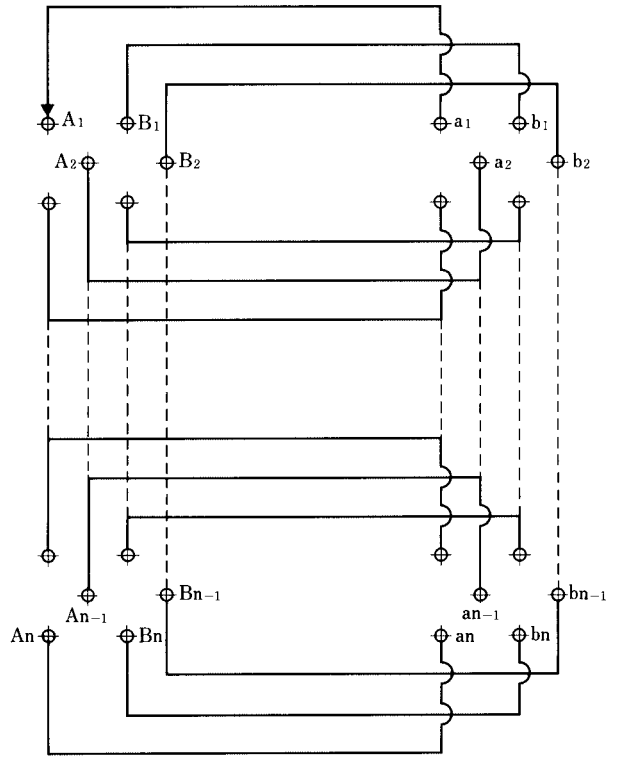 A1 B1 a1 b1
A2 B2 a2 b2
An−1 Bn−1 an−1 bn−1
An Bn an bn